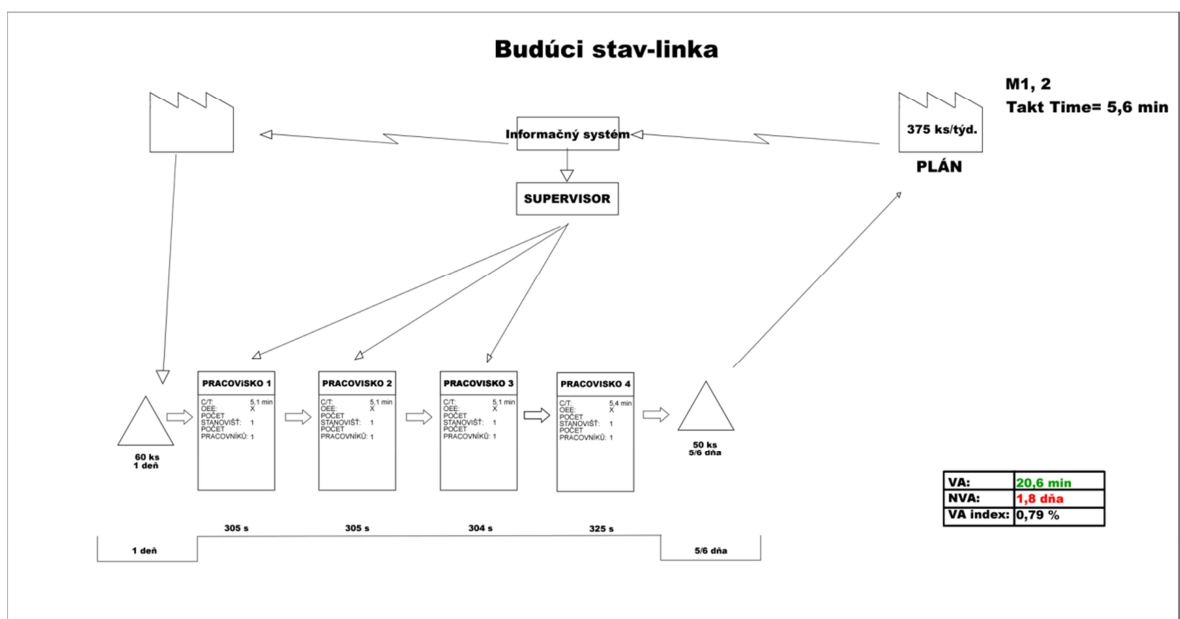 Budúci stav-linka
M1, 2
Takt Time= 5,6 min
375 ks/týd.
PLÁN
Informačný systém
SUPERVISOR
PRACOVISKO 1
C/T: 5,1 min
OEE: X
POČET
STANOVIŠŤ: 1
POČET
PRACOVNÍKŮ: 1
PRACOVISKO 2
C/T: 5,1 min
OEE: X
POČET
STANOVIŠŤ: 1
POČET
PRACOVNÍKŮ: 1
PRACOVISKO 3
C/T: 5,1 min
OEE: X
POČET
STANOVIŠŤ: 1
POČET
PRACOVNÍKŮ: 1
PRACOVISKO 4
C/T: 5,4 min
OEE: X
POČET
STANOVIŠŤ: 1
POČET
PRACOVNÍKŮ: 1
60 ks
1 deň
50 ks
5/6 dňa
305 s
305 s
304 s
325 s
1 deň
5/6 dňa
VA: 20,6 min
NVA: 1,8 dňa
VA index: 0,79 %